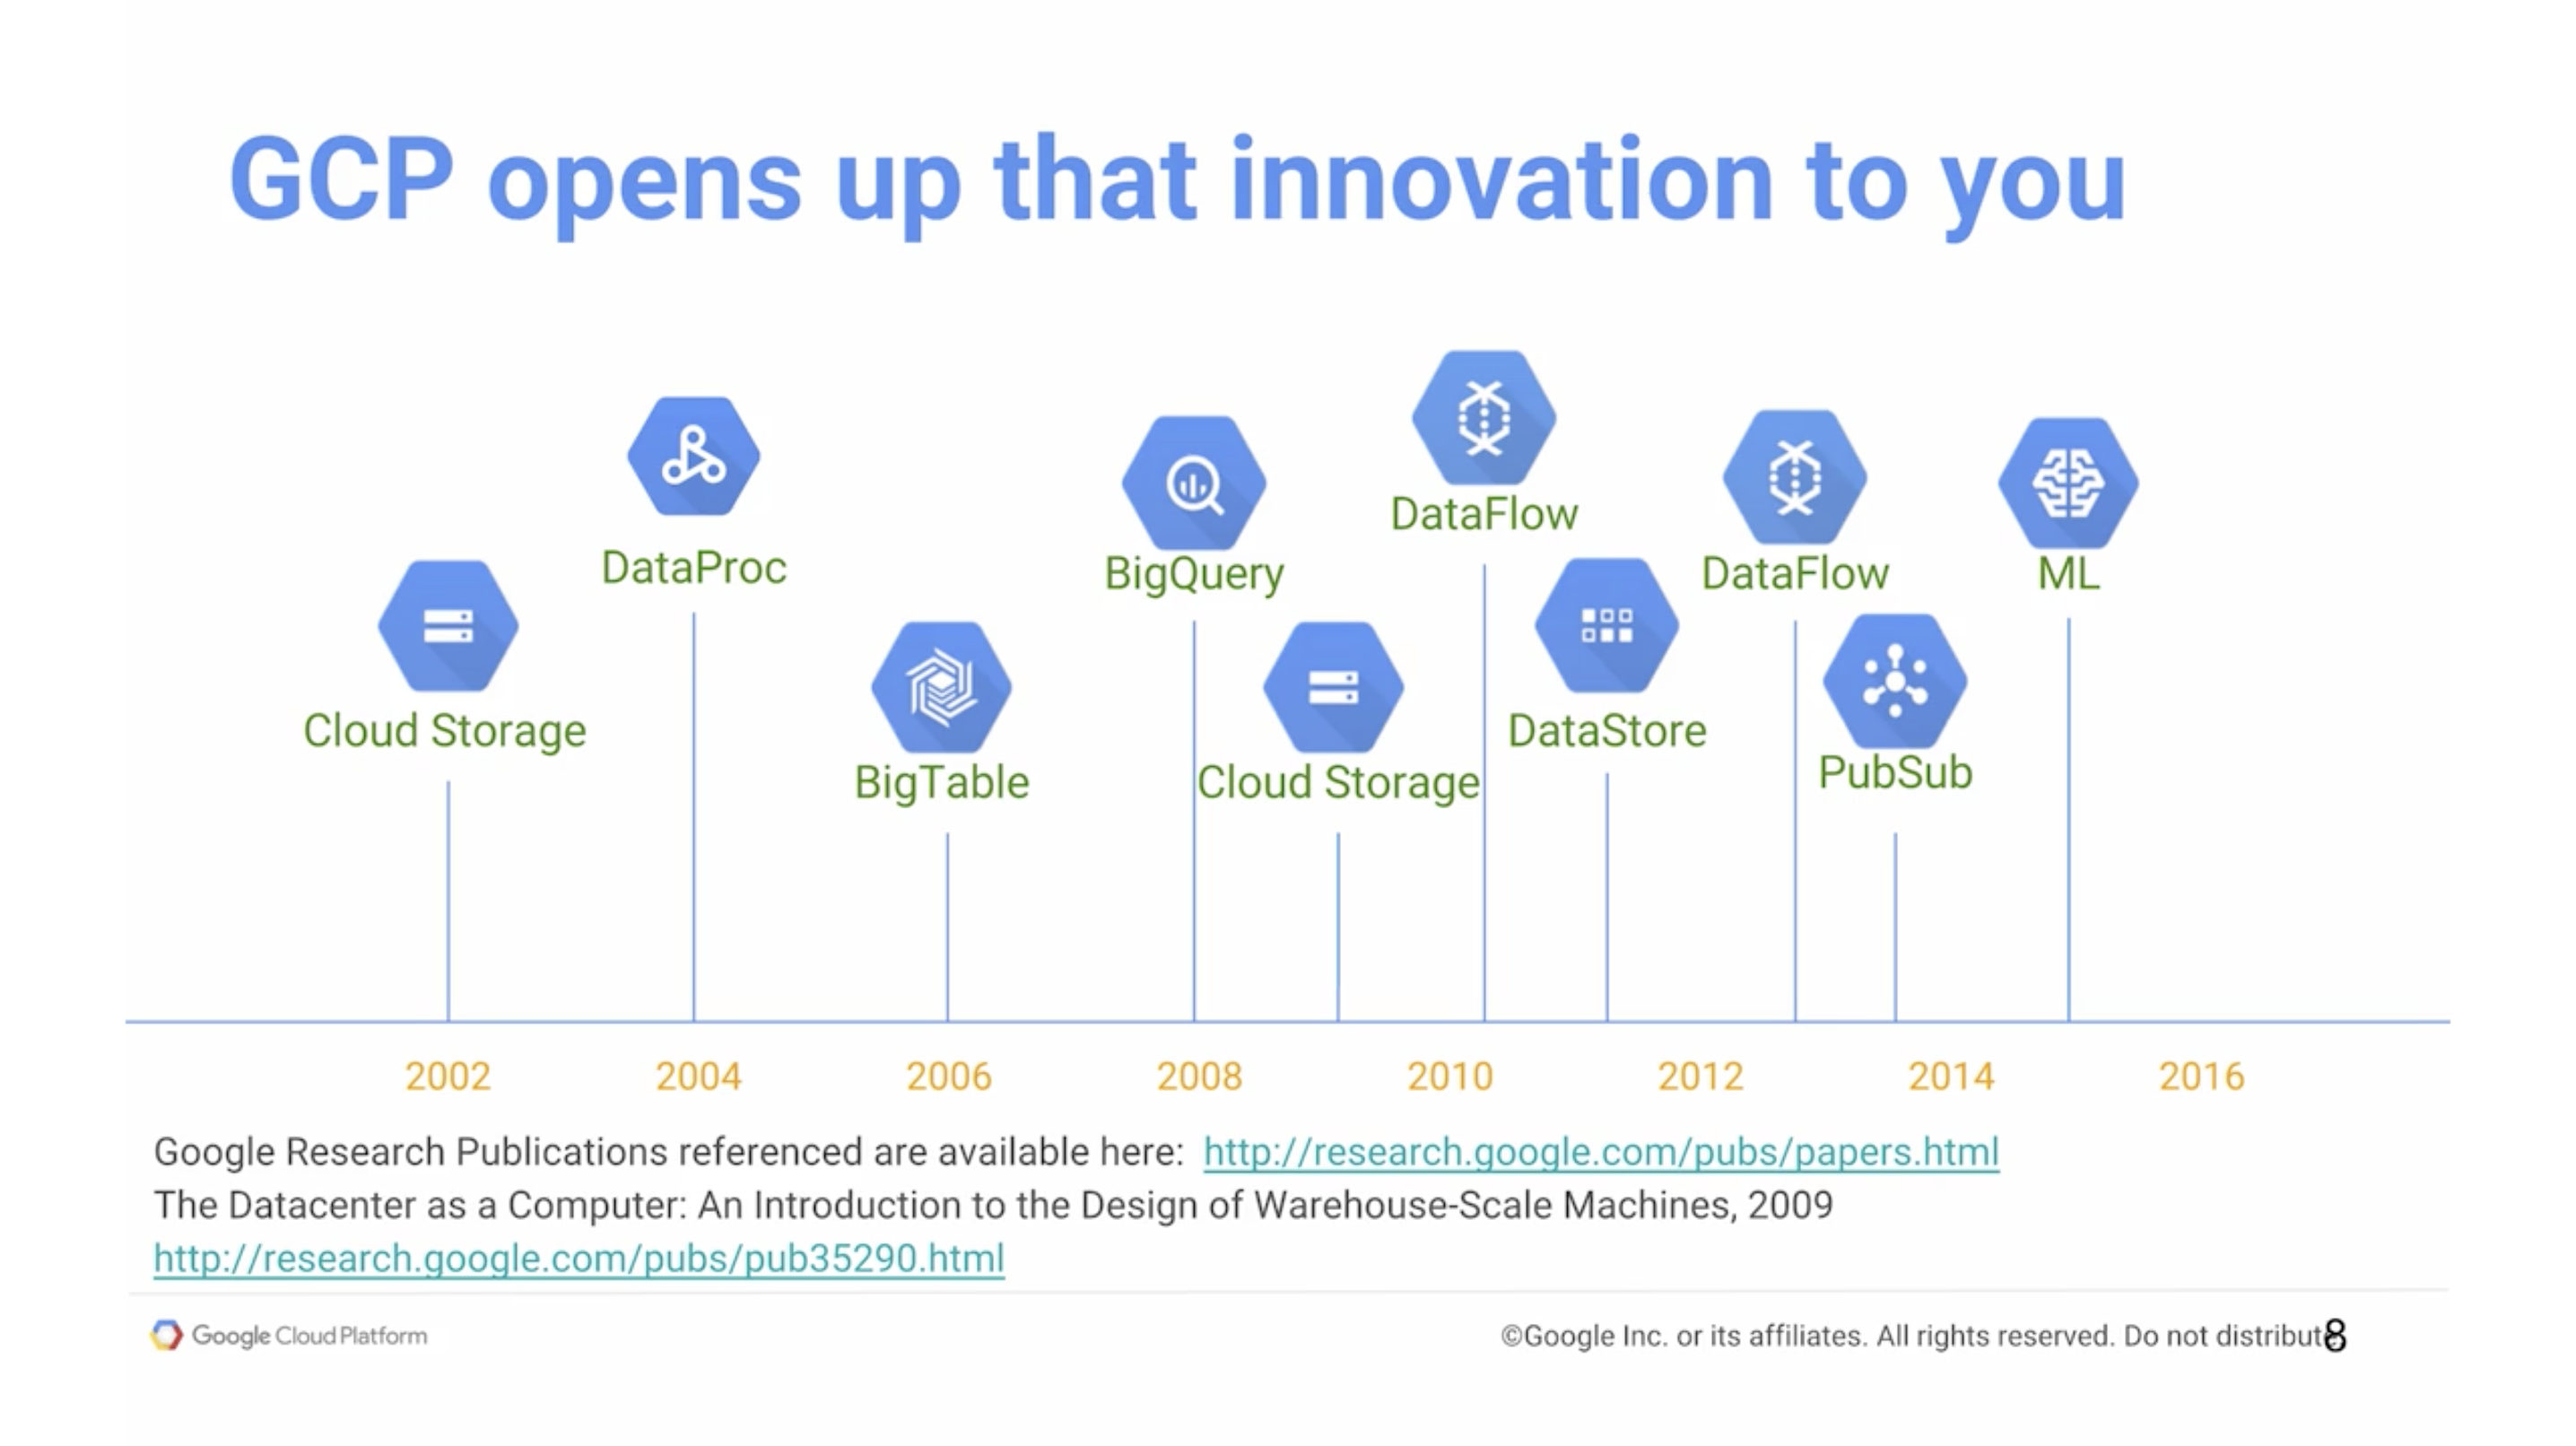 GCP opens up that innovation to you
DataFlow
DataProc
BigQuery
DataFlow
ML
Cloud Storage
DataStore
BigTable
Cloud Storage
PubSub
2002 2004 2006 2008 2010 2012 2014 2016
Google Research Publications referenced are available here: http://research.google.com/pubs/papers.html
The Datacenter as a Computer: An Introduction to the Design of Warehouse-Scale Machines, 2009
http://research.google.com/pubs/pub35290.html
Google Cloud Platform
©Google Inc. or its affiliates. All rights reserved. Do not distribut
8